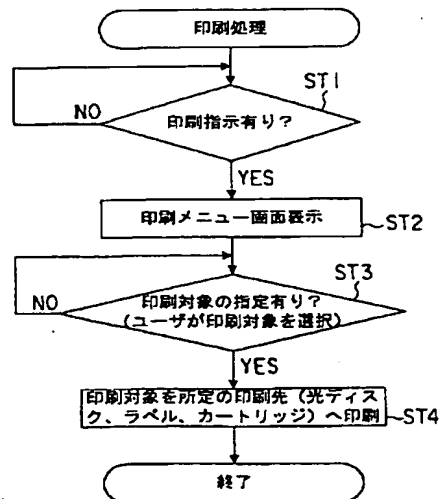 印刷処理
ST1
印刷指示有り?
NO
YES
印刷メニュー画面表示
ST2
ST3
印刷対象の指定有り?
(ユーザが印刷対象を選択)
NO
YES
印刷対象を所定の印刷先(光ディス
ク、ラベル、カートリッジ)へ印刷
ST4
終了